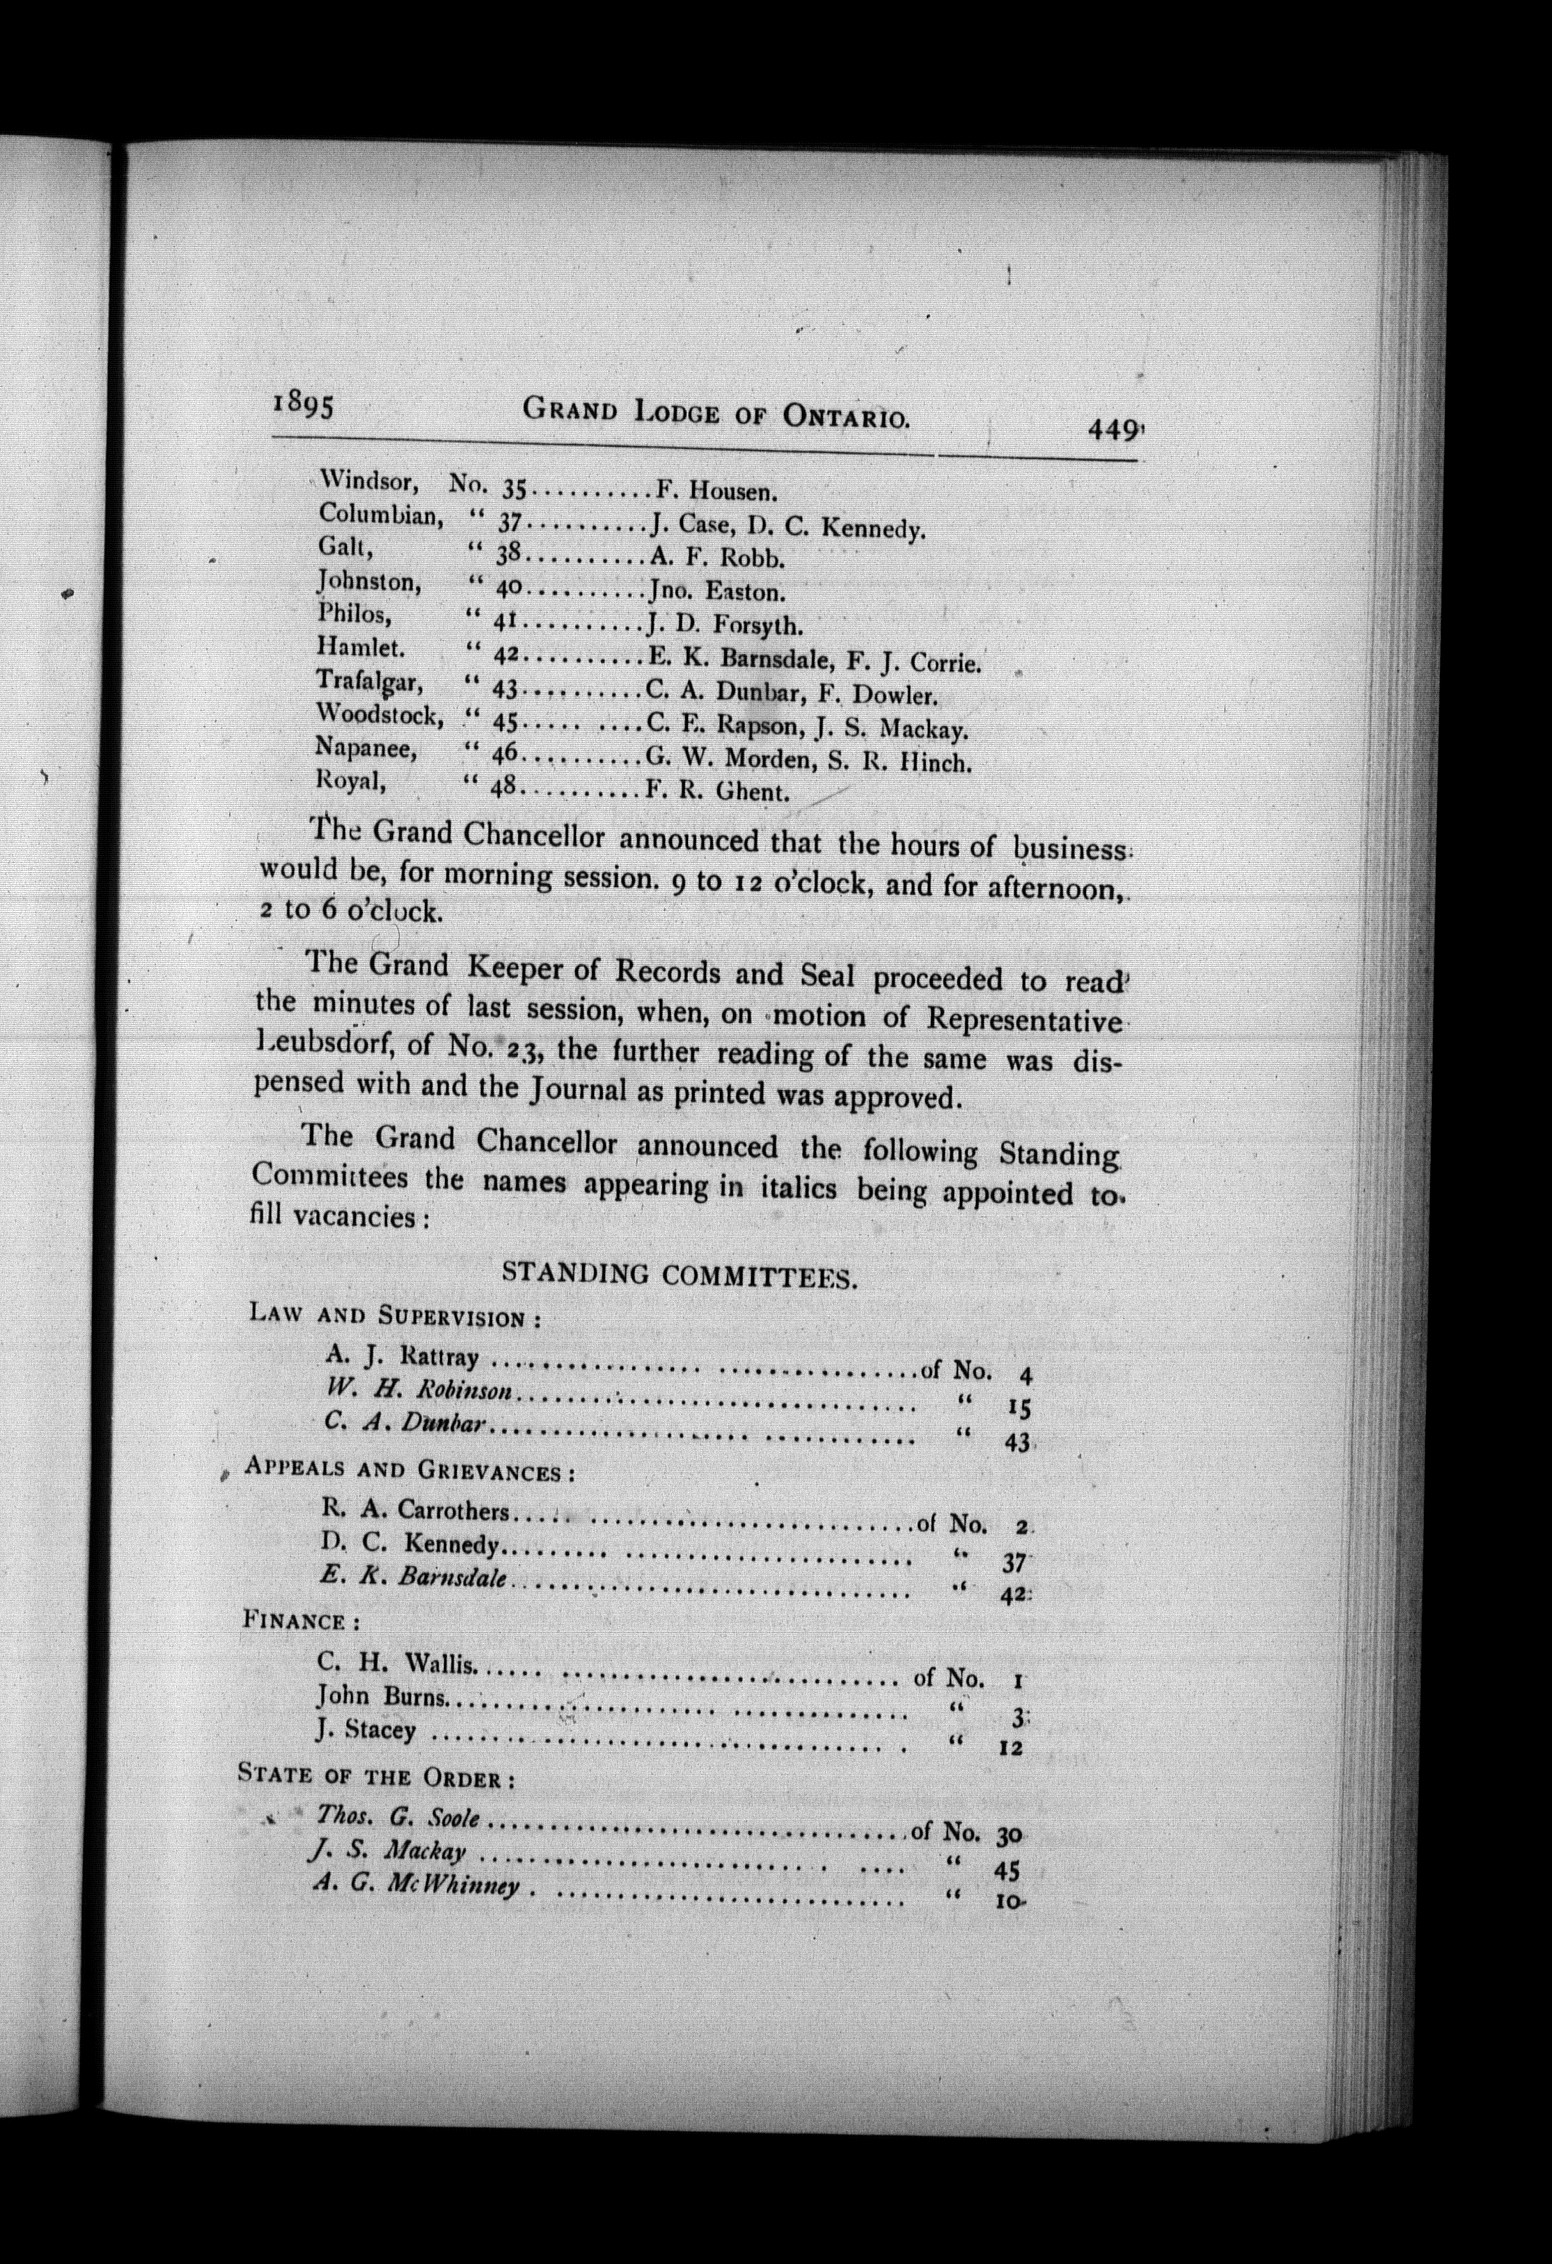 1895 GRAND LODGE OF ONTARIO. 449
Windsor, No. 35..........F. Housen.
Columbian, “ 37..........J. Case, D. C. Kennedy.
Galt, “ 38..........A. F. Robb.
Johnston, “ 40..........Jno. Easton.
Philos, “ 41..........J. D. Forsyth.
Hamlet. “ 42..........E. K. Barnsdale, F. J. Corrie.
Trafalgar, “ 43..........C. A. Dunbar, F. Dowler.
Woodstock, “ 45..... ....C. E. Rapson, J. S. Mackay.
Napanee, “ 46..........G. W. Morden, S. R. Hinch.
Royal, “ 48..........F. R. Ghent.
The Grand Chancellor announced that the hours of business
would be, for morning session. 9 to 12 o’clock, and for afternoon,
2 to 6 o’clock.
The Grand Keeper of Records and Seal proceeded to read
the minutes of last session, when, on motion of Representative
Leubsdorf, of No. 23, the further reading of the same was dis-
pensed with and the Journal as printed was approved.
The Grand Chancellor announced the following Standing
Committees the names appearing in italics being appointed to
fill vacancies :
STANDING COMMITTEES.
LAW AND SUPERVISION :
A. J. Rattray ................. ................of No. 4
W. H. Robinson................................. “ 15
C. A. Dunbar..................... ............ “ 43
APPEALS AND GRIEVANCES :
R. A. Carrothers..... ..........................of No. 2
D. C. Kennedy......... ....................... “ 37
E. K. Barnsdale................................ “ 42
FINANCE :
C. H. Wallis...... ........................... of No. 1
John Burns...................... .............. “ 3
J. Stacey ..................................... . “ 12
STATE OF THE ORDER :
Thos. G. Soole ..................................of No. 30
J. S. Mackay ............................ .... “ 45
A. G. McWhinney . ............................. “ 10